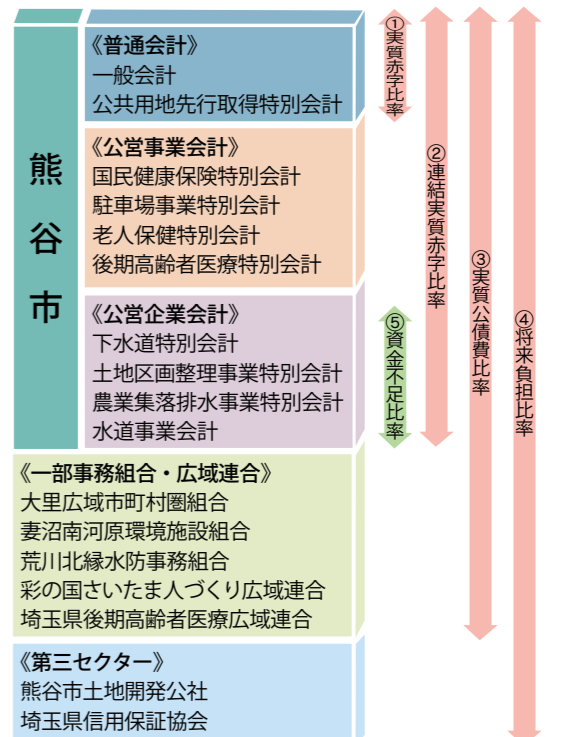 熊谷市
《普通会計》
一般会計
公共用地先行取得特別会計
《公営事業会計》
国民健康保険特別会計
駐車場事業特別会計
老人保健特別会計
後期高齢者医療特別会計
《公営企業会計》
下水道特別会計
土地区画整理事業特別会計
農業集落排水事業特別会計
水道事業会計
《一部事務組合・広域連合》
大里広域市町村圏組合
妻沼南河原環境施設組合
荒川北縁水防事務組合
彩の国さいたま人づくり広域連合
埼玉県後期高齢者医療広域連合
《第三セクター》
熊谷市土地開発公社
埼玉県信用保証協会
①実質赤字比率
②連結実質赤字比率
③実質公債費比率
④将来負担比率
⑤資金不足比率